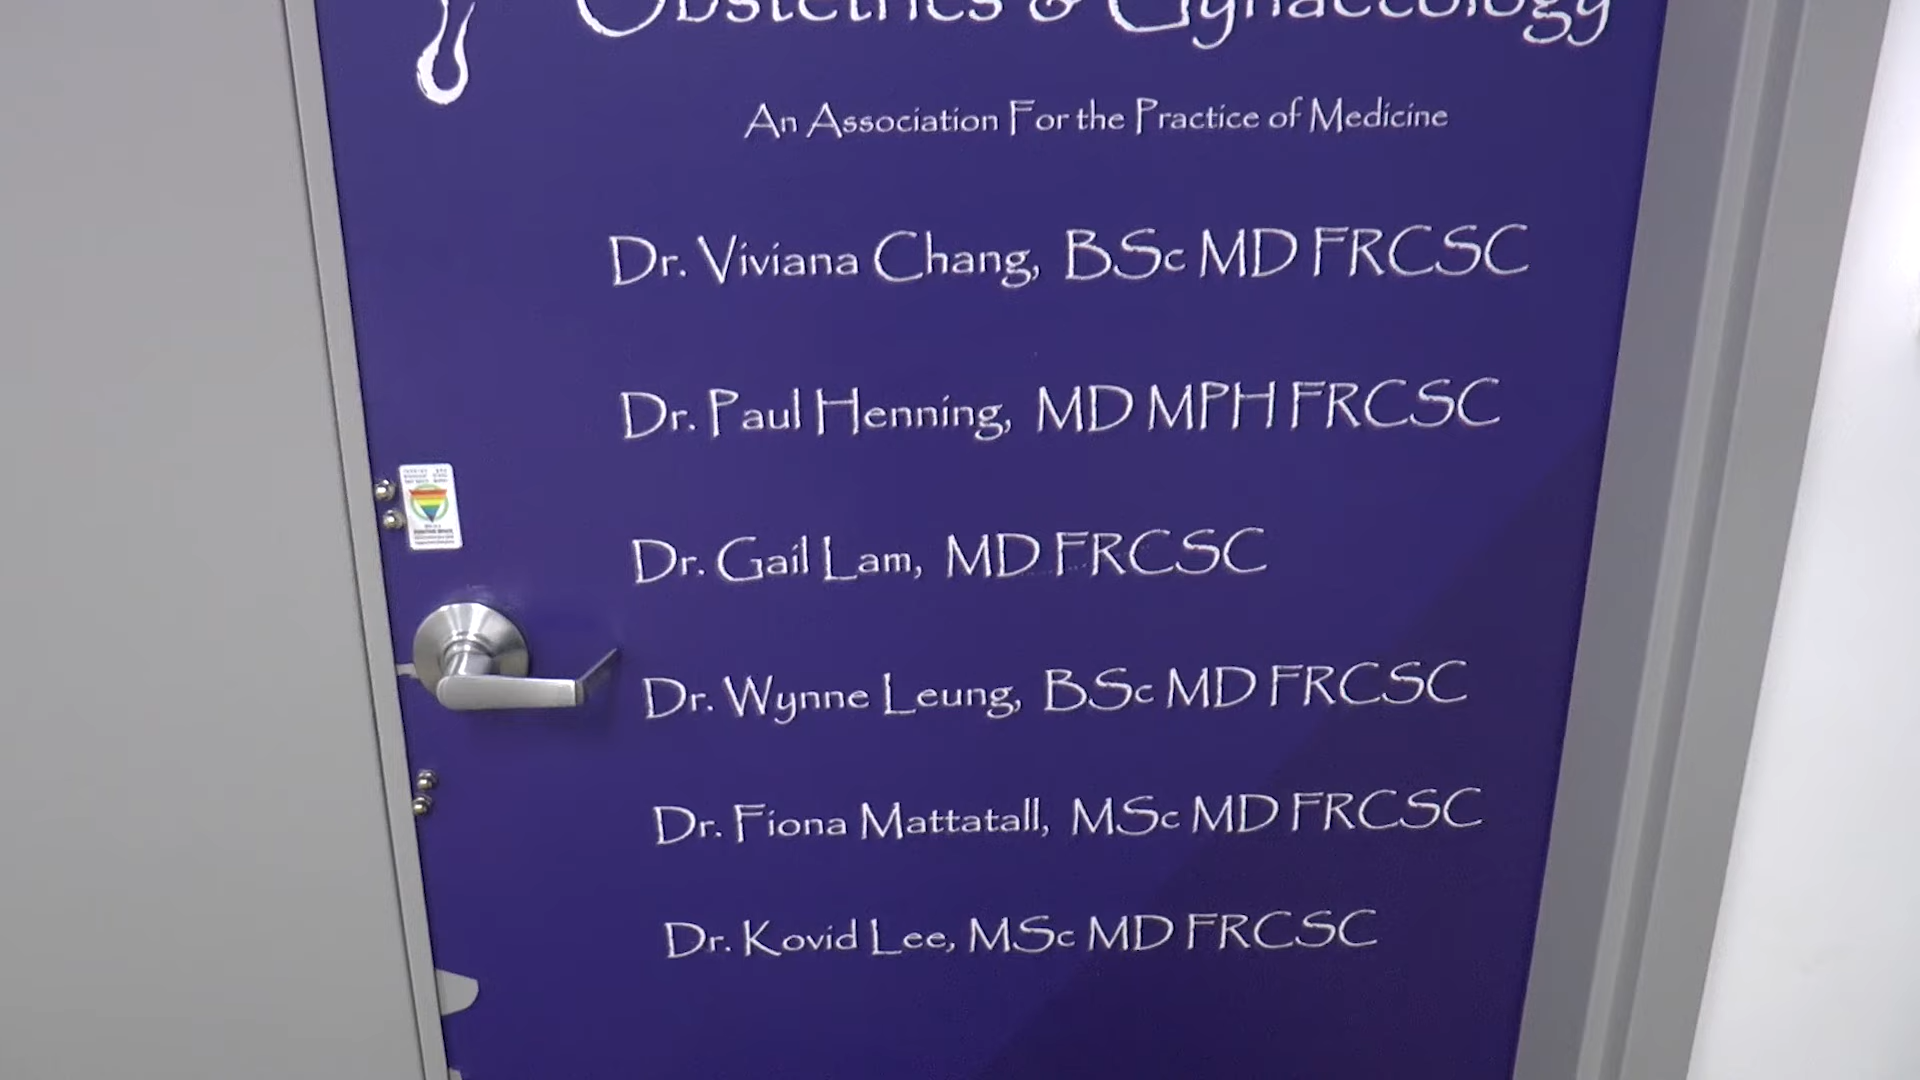 Obstetrics & Gynaecology
An Association For the Practice of Medicine
Dr. Viviana Chang, BSc MD FRCSC
Dr. Paul Henning, MD MPH FRCSC
Dr. Gail Lam, MD FRCSC
Dr. Wynne Leung, BSc MD FRCSC
Dr. Fiona Mattatall, MSc MD FRCSC
Dr. Kovid Lee, MSc MD FRCSC